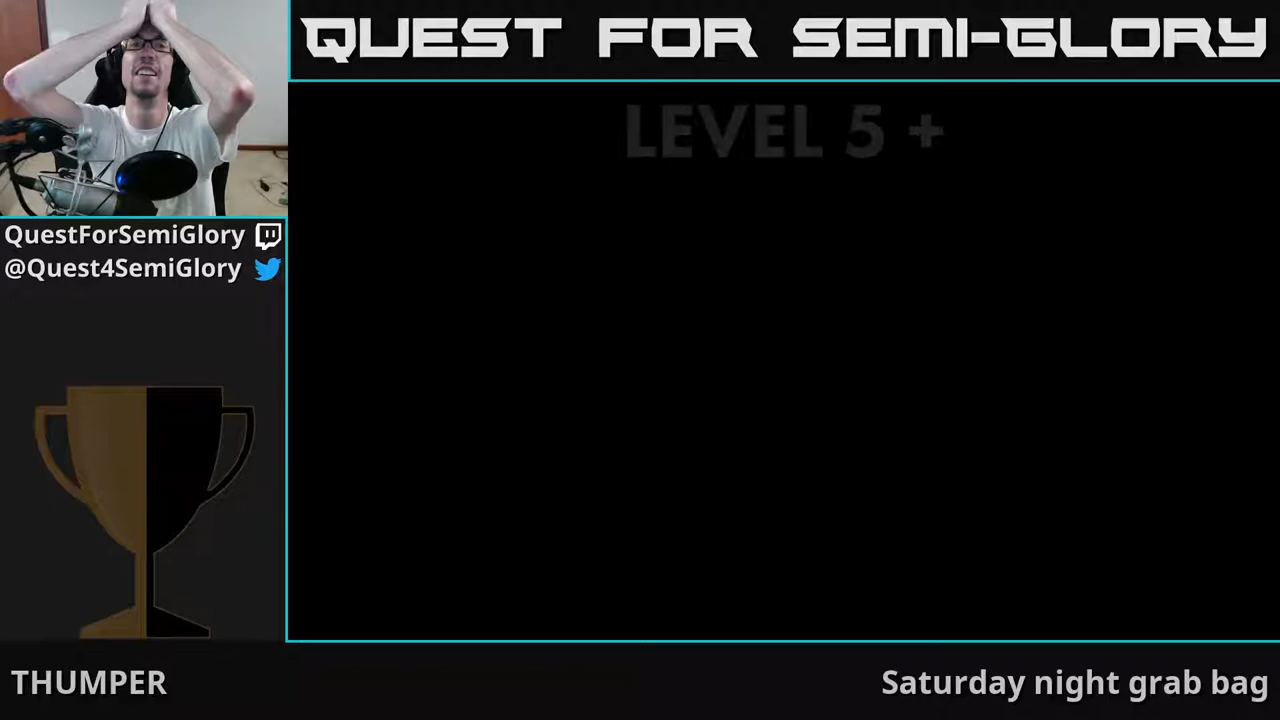 QUEST FOR SEMI-GLORY
LEVEL 5 +
QuestForSemiGlory
@Quest4SemiGlory
THUMPER
Saturday night grab bag